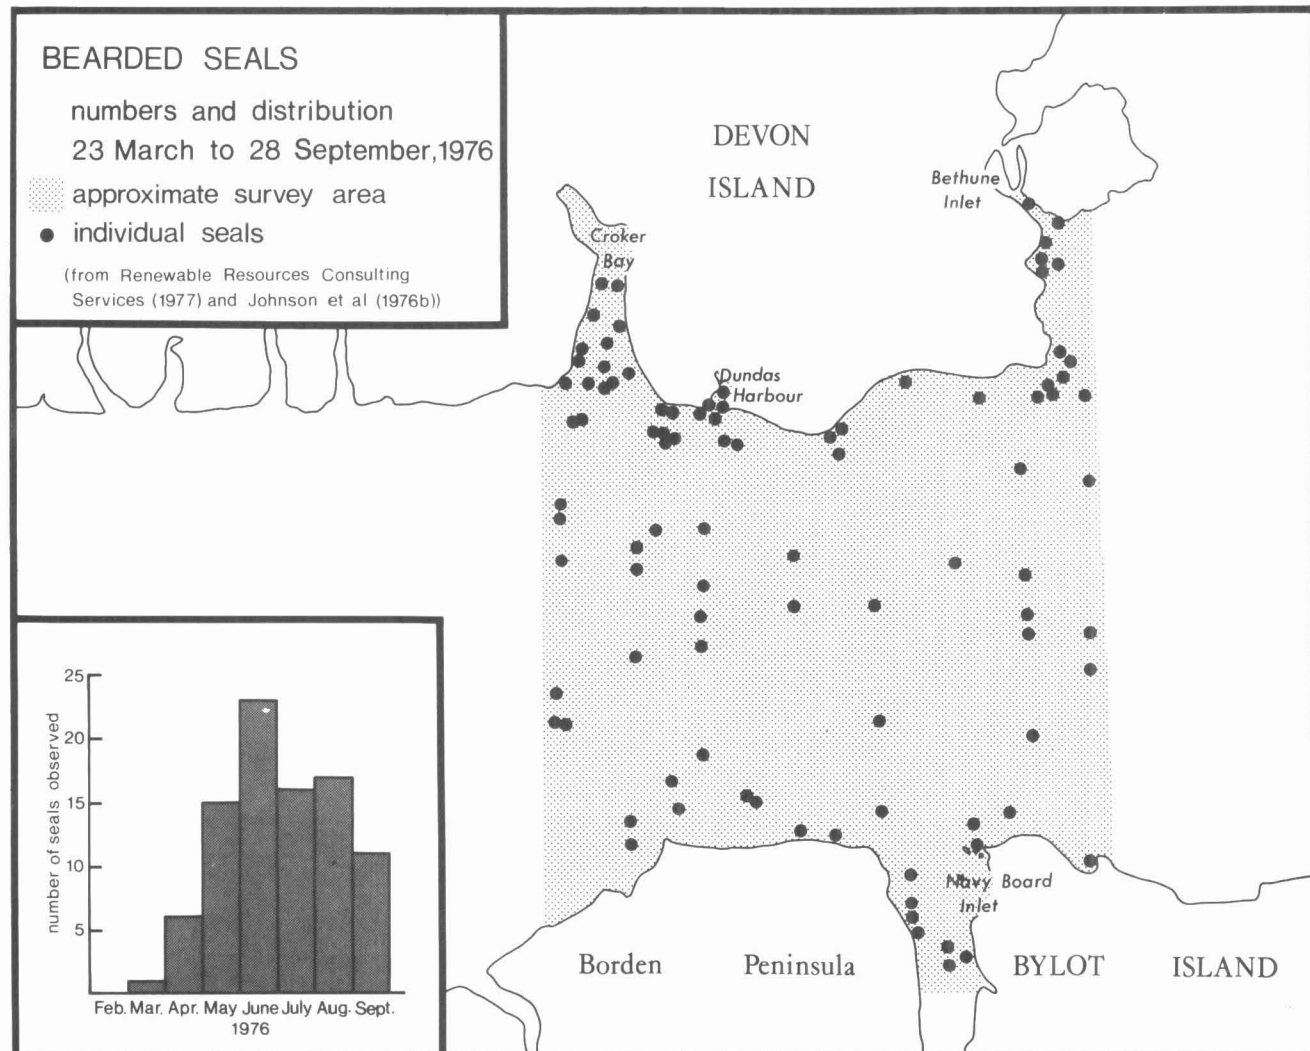 BEARDED SEALS
numbers and distribution
23 March to 28 September, 1976
approximate survey area
individual seals
(from Renewable Resources Consulting
Services (1977) and Johnson et al (1976b))
DEVON
ISLAND
Bethune
Inlet
Croker
Bay
Dundas
Harbour
Navy Board
Inlet
Borden Peninsula
BYLOT ISLAND
number of seals observed
25
20
15
10
5
Feb. Mar. Apr. May June July Aug. Sept.
1976